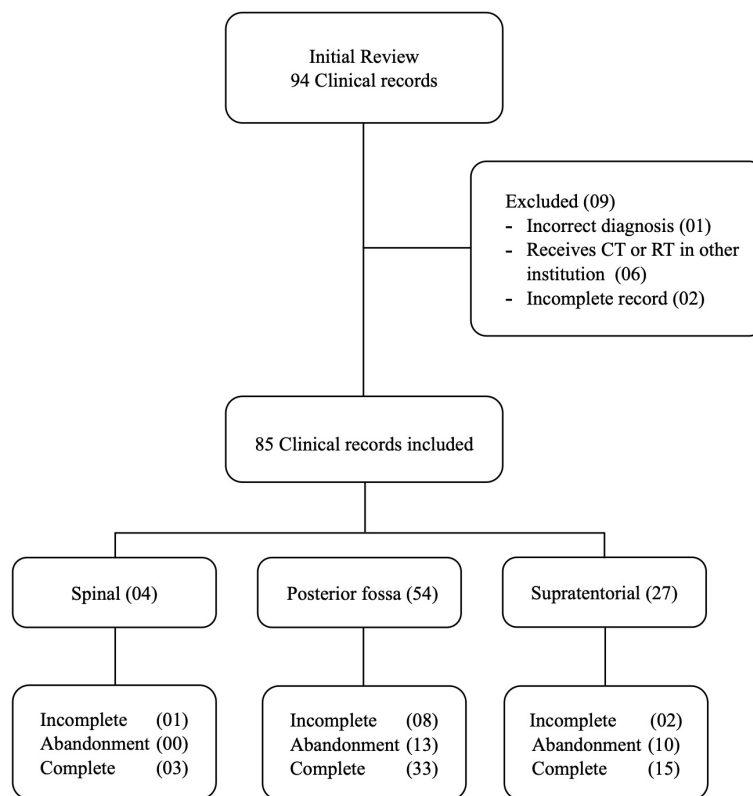 Initial Review
94 Clinical records
Excluded (09)
- Incorrect diagnosis (01)
- Receives CT or RT in other
institution (06)
- Incomplete record (02)
85 Clinical records included
Spinal (04)
Posterior fossa (54)
Supratentorial (27)
Incomplete (01)
Abandonment (00)
Complete (03)
Incomplete (08)
Abandonment (13)
Complete (33)
Incomplete (02)
Abandonment (10)
Complete (15)